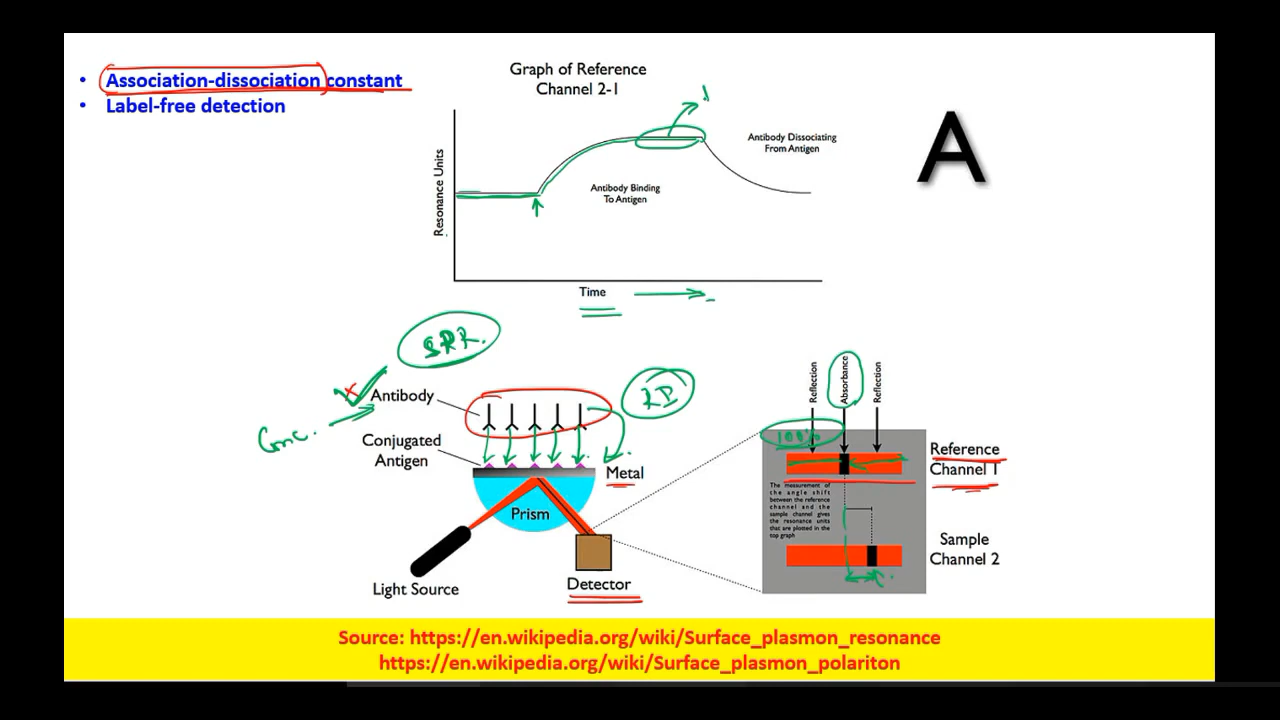 • Association-dissociation constant
• Label-free detection
Graph of Reference
Channel 2-1
A
Resonance Units
Antibody Dissociating
From Antigen
Antibody Binding
To Antigen
Time
Antibody
Conjugated
Antigen
Metal
Prism
Light Source
Detector
Conc.
Reflection
Absorbance
Reflection
100%
Reference
Channel 1
The measurement of
the angle shift
between the reference
channel and the
sample channel gives
the resonance units
that are plotted in the
top graph
Sample
Channel 2
Source: https://en.wikipedia.org/wiki/Surface_plasmon_resonance
https://en.wikipedia.org/wiki/Surface_plasmon_polariton